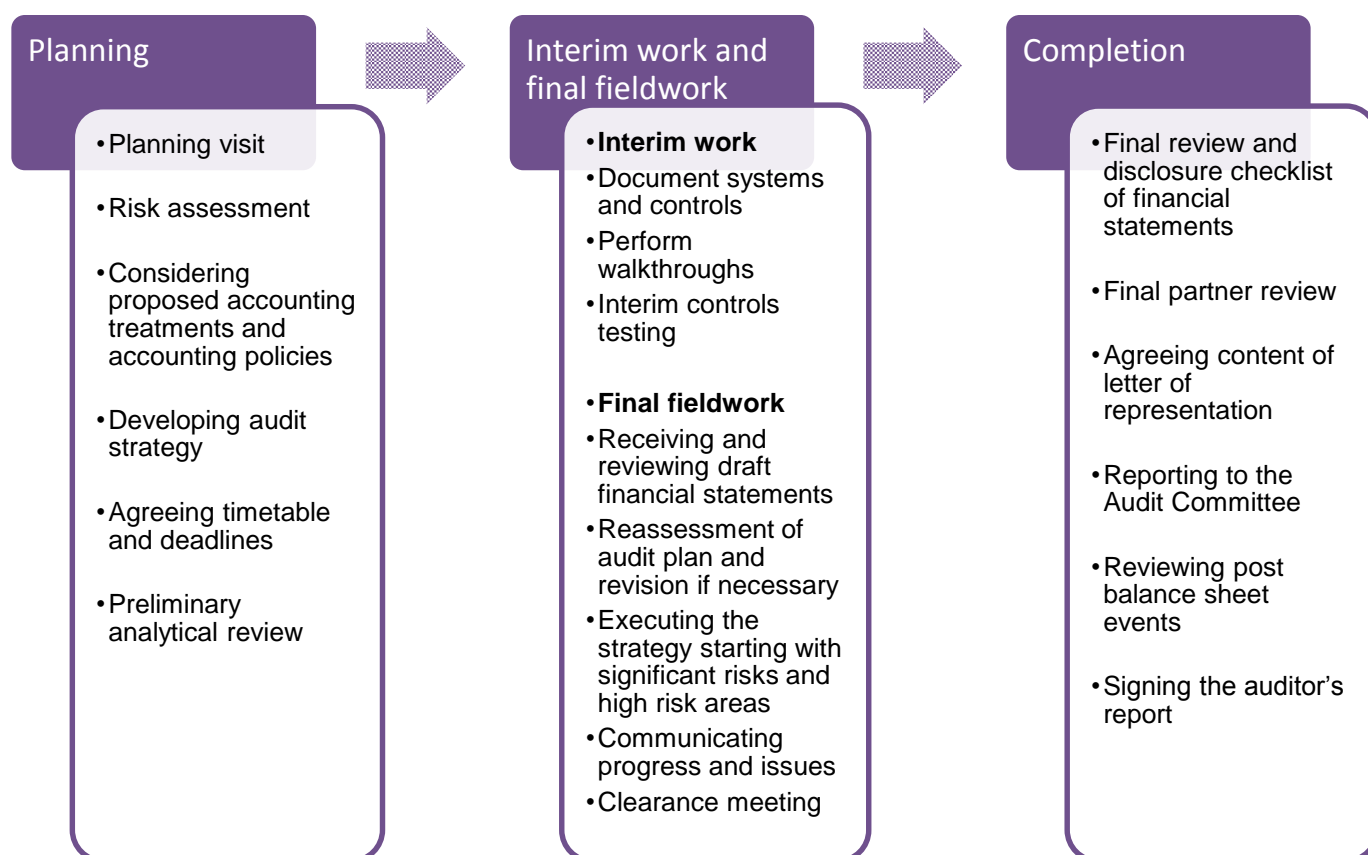 Planning
•Planning visit
•Risk assessment
•Considering
proposed accounting
treatments and
accounting policies
•Developing audit
strategy
•Agreeing timetable
and deadlines
•Preliminary
analytical review
Interim work and
final fieldwork
•Interim work
•Document systems
and controls
•Perform
walkthroughs
•Interim controls
testing
•Final fieldwork
•Receiving and
reviewing draft
financial statements
•Reassessment of
audit plan and
revision if necessary
•Executing the
strategy starting with
significant risks and
high risk areas
•Communicating
progress and issues
•Clearance meeting
Completion
•Final review and
disclosure checklist
of financial
statements
•Final partner review
•Agreeing content of
letter of
representation
•Reporting to the
Audit Committee
•Reviewing post
balance sheet
events
•Signing the auditor's
report